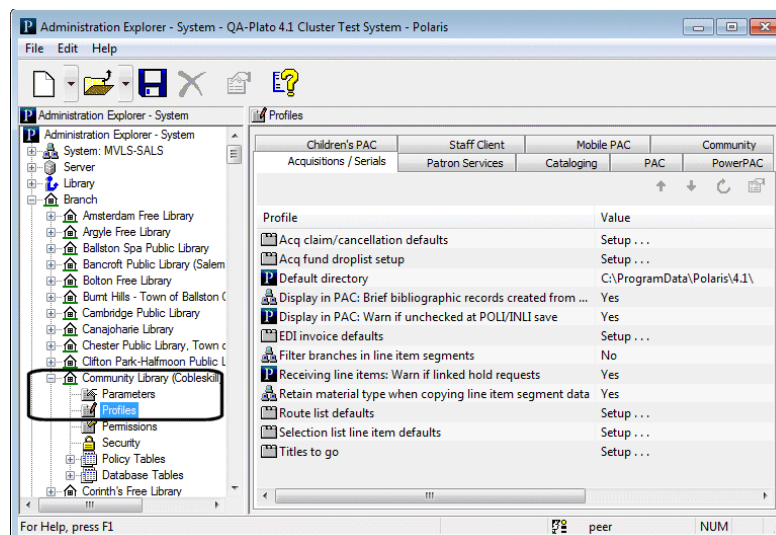 Administration Explorer - System - QA-Plato 4.1 Cluster Test System - Polaris
File Edit Help
Administration Explorer - System
Profiles
Administration Explorer - System
System: MVLS-SALS
Server
Library
Branch
Amsterdam Free Library
Argyle Free Library
Ballston Spa Public Library
Bancroft Public Library (Salem
Bolton Free Library
Burnt Hills - Town of Ballston C
Cambridge Public Library
Canajoharie Library
Chester Public Library, Town o
Clifton Park-Halfmoon Public L
Community Library (Cobleskill
Parameters
Profiles
Permissions
Security
Policy Tables
Database Tables
Corinth's Free Library
Children's PAC Staff Client Mobile PAC Community
Acquisitions / Serials Patron Services Cataloging PAC PowerPAC
Profile Value
Acq claim/cancellation defaults Setup . . .
Acq fund droplist setup Setup . . .
Default directory C:\ProgramData\Polaris\4.1\
Display in PAC: Brief bibliographic records created from ... Yes
Display in PAC: Warn if unchecked at POLI/INLI save Yes
EDI invoice defaults Setup . . .
Filter branches in line item segments No
Receiving line items: Warn if linked hold requests Yes
Retain material type when copying line item segment data Yes
Route list defaults Setup . . .
Selection list line item defaults Setup . . .
Titles to go Setup . . .
For Help, press F1 peer NUM